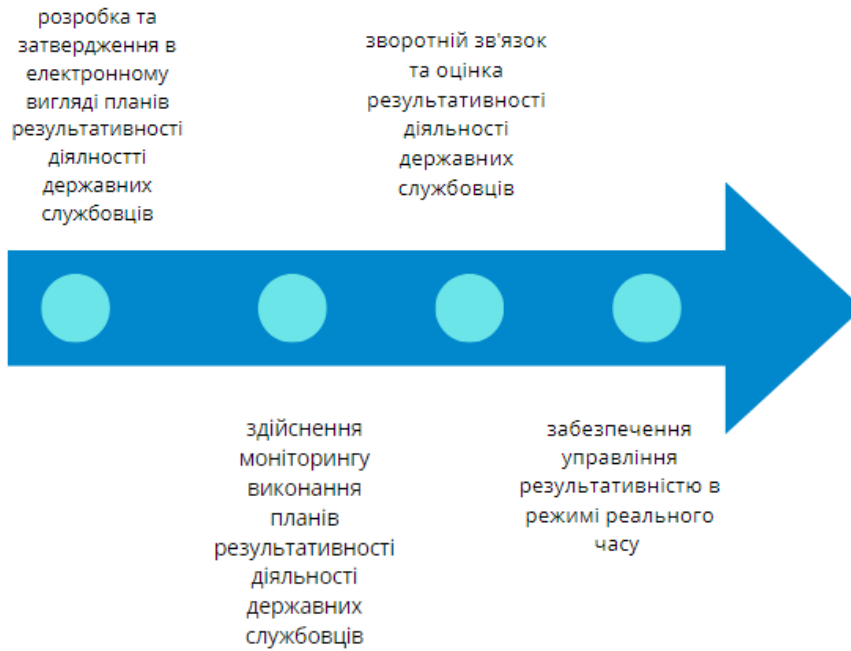 розробка та
затвердження в
електронному
вигляді планів
результативності
діялностті
державних
службовців
здійснення
моніторингу
виконання
планів
результативності
діяльності
державних
службовців
зворотній зв'язок
та оцінка
результативності
діяльності
державних
службовців
забезпечення
управління
результативністю в
режимі реального
часу